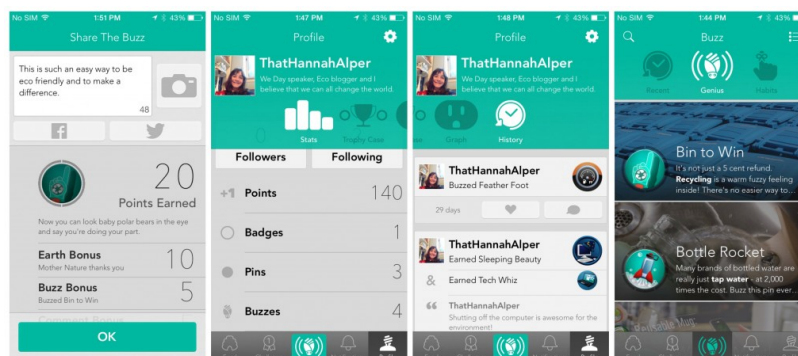 No SIM 1:51 PM 43%
Share The Buzz
This is such an easy way to be
eco friendly and to make a
difference.
48
20
Points Earned
Now you can look baby polar bears in the eye
and say you're doing your part.
Earth Bonus 10
Mother Nature thanks you
Buzz Bonus 5
Buzzed Bin to Win
Comment Bonus
OK
No SIM 1:47 PM 43%
Profile
ThatHannahAlper
We Day speaker, Eco blogger and I
believe that we can all change the world.
Stats Trophy Case
Followers Following
+1 Points 140
Badges 1
Pins 3
Buzzes 4
No SIM 1:48 PM 43%
Profile
ThatHannahAlper
We Day speaker, Eco blogger and I
believe that we can all change the world.
Graph History
ThatHannahAlper
Buzzed Feather Foot
29 days
ThatHannahAlper
Earned Sleeping Beauty
& Earned Tech Whiz
ThatHannahAlper
Shutting off the computer is awesome for the
environment!
No SIM 1:44 PM 43%
Buzz
Recent Genius Habits
Bin to Win
It's not just a 5 cent refund.
Recycling is a warm fuzzy feeling
inside! There's no easier way to...
Bottle Rocket
Many brands of bottled water are
really just tap water - at 2,000
times the cost. Buzz this pin ever...